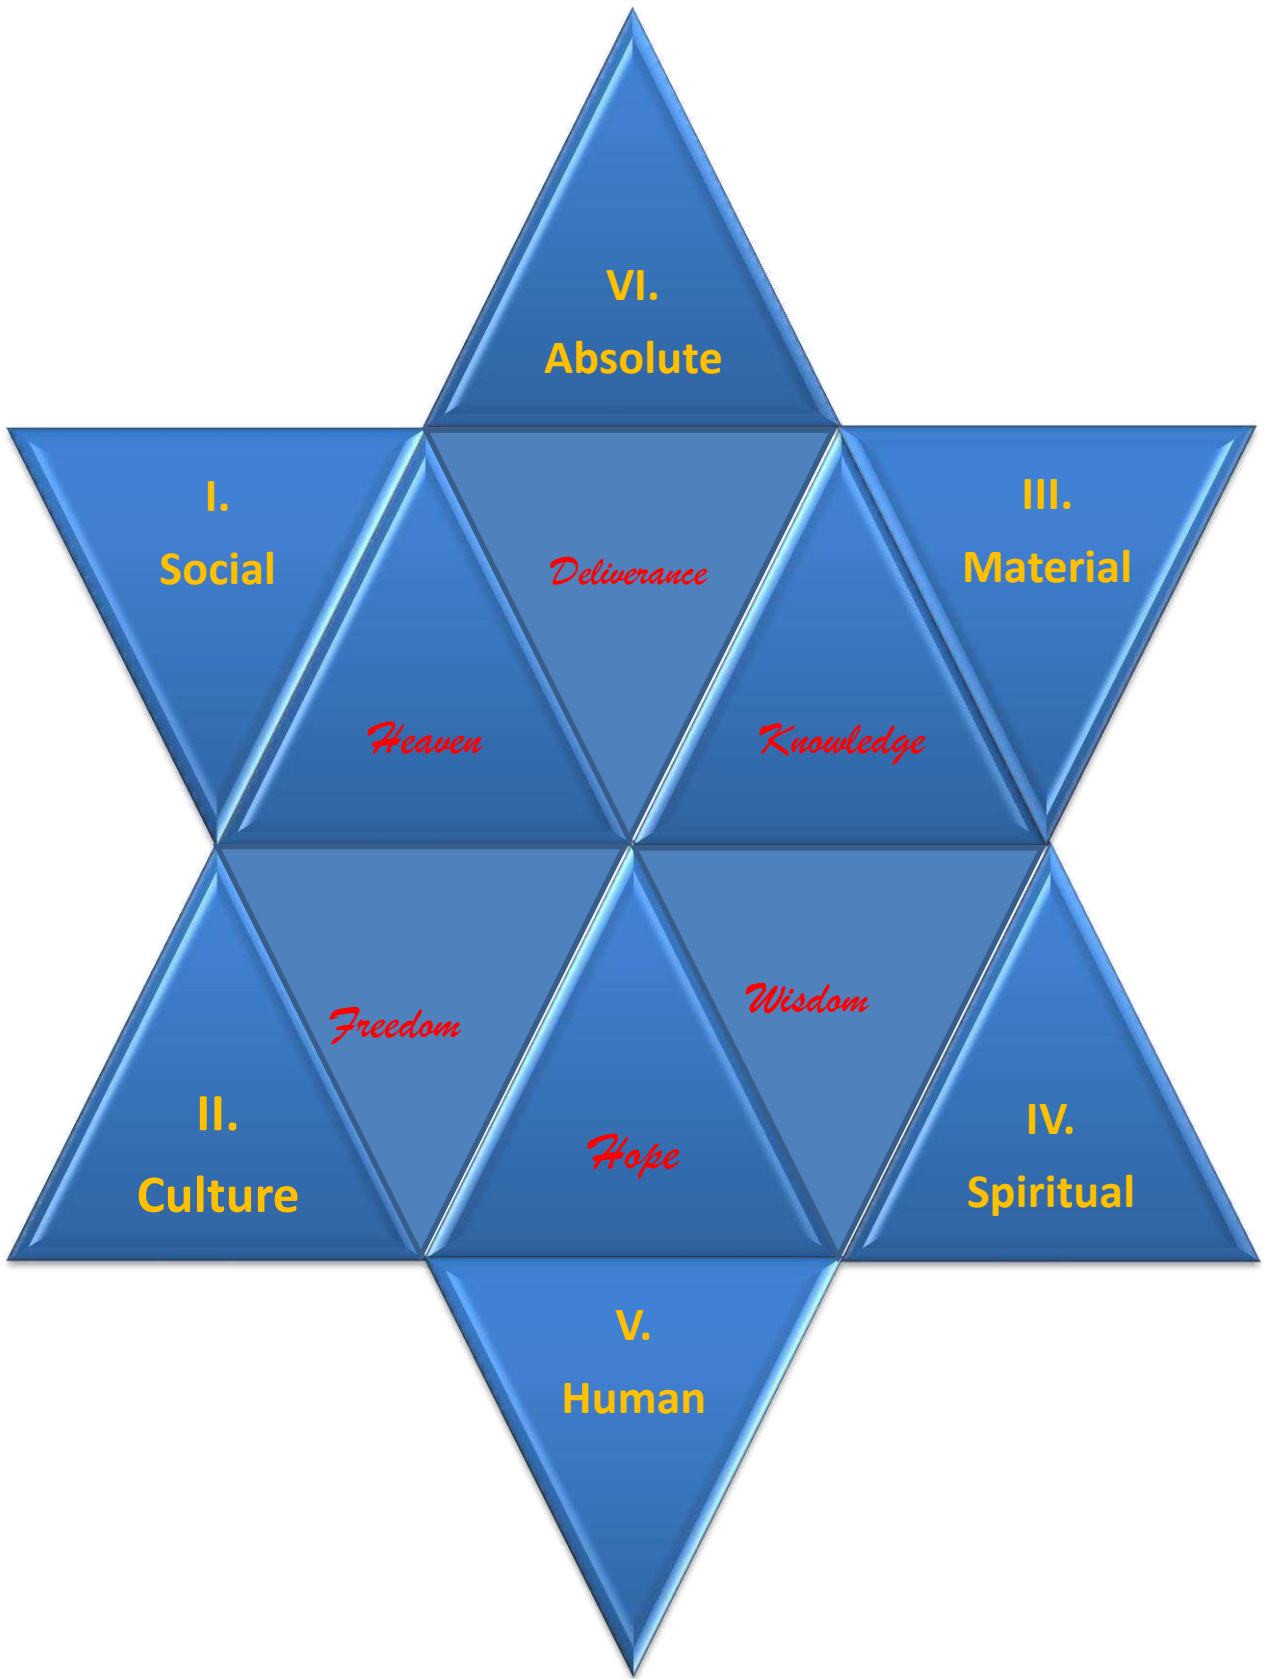 VI.
Absolute
I.
Social
III.
Material
Deliverance
Heaven
Knowledge
Freedom
Wisdom
II.
Culture
Hope
IV.
Spiritual
V.
Human